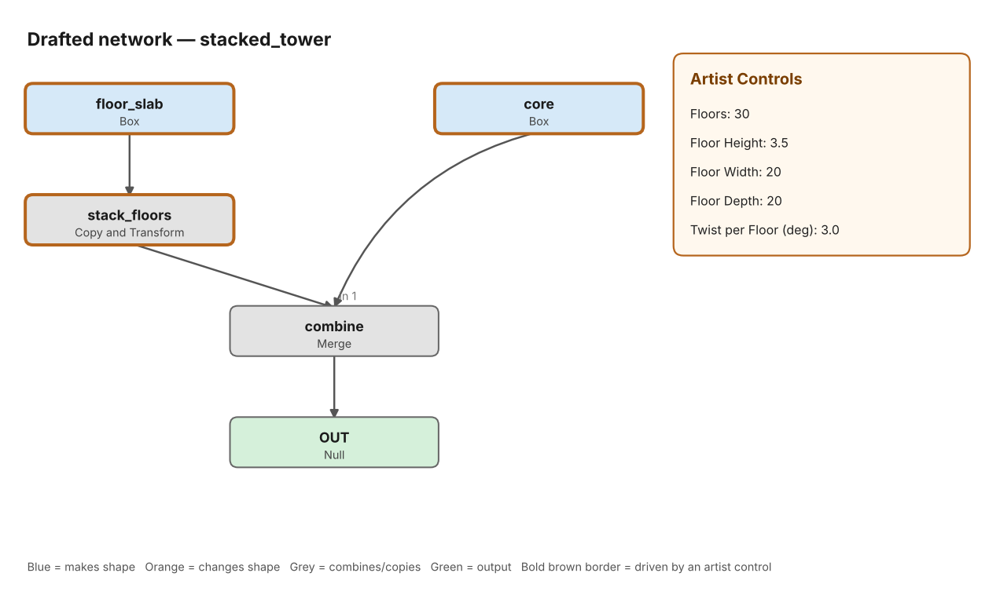 Drafted network — stacked_tower
floor_slab
Box
core
Box
Artist Controls
Floors: 30
Floor Height: 3.5
Floor Width: 20
Floor Depth: 20
Twist per Floor (deg): 3.0
stack_floors
Copy and Transform
n 1
combine
Merge
OUT
Null
Blue = makes shape Orange = changes shape Grey = combines/copies Green = output Bold brown border = driven by an artist control